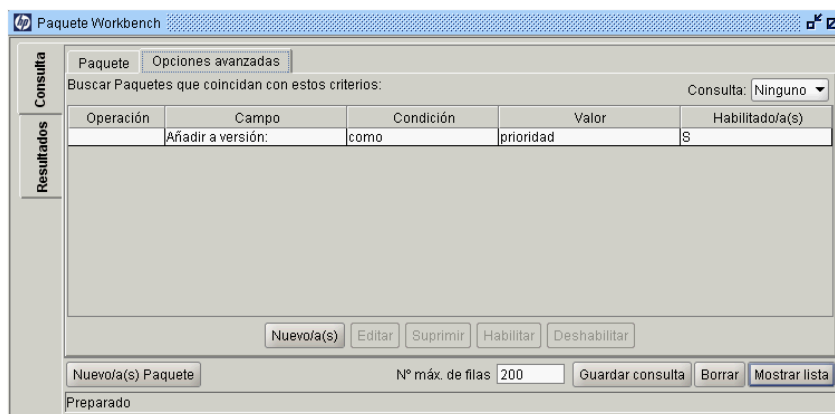 hp Paquete Workbench
Consulta
Resultados
Paquete Opciones avanzadas
Buscar Paquetes que coincidan con estos criterios:
Consulta: Ninguno
Operación Campo Condición Valor Habilitado/a(s)
Añadir a versión: como prioridad S
Nuevo/a(s) Editar Suprimir Habilitar Deshabilitar
Nuevo/a(s) Paquete Nº máx. de filas 200 Guardar consulta Borrar Mostrar lista
Preparado